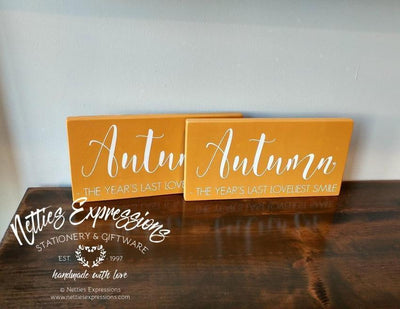 Autumn
THE YEAR'S LAST LOVE
Autumn
THE YEAR'S LAST LOVELIEST SMILE
Netties Expressions
STATIONERY & GIFTWARE
EST 1997
handmade with love
© Netties Expressions
www.nettiesexpressions.com